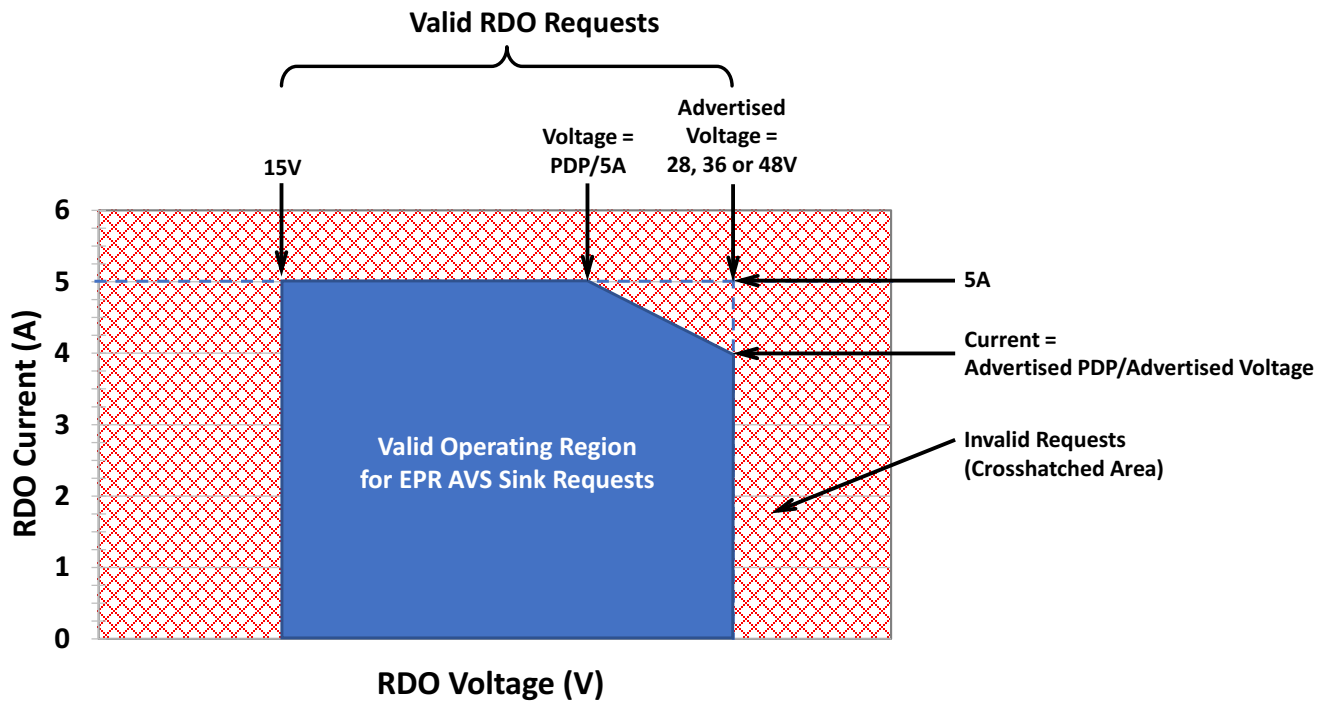 Valid RDO Requests
Advertised
Voltage =
28, 36 or 48V
Voltage =
PDP/5A
15V
6
5
4
3
2
1
0
RDO Current (A)
5A
Current =
Advertised PDP/Advertised Voltage
Invalid Requests
(Crosshatched Area)
Valid Operating Region
for EPR AVS Sink Requests
RDO Voltage (V)